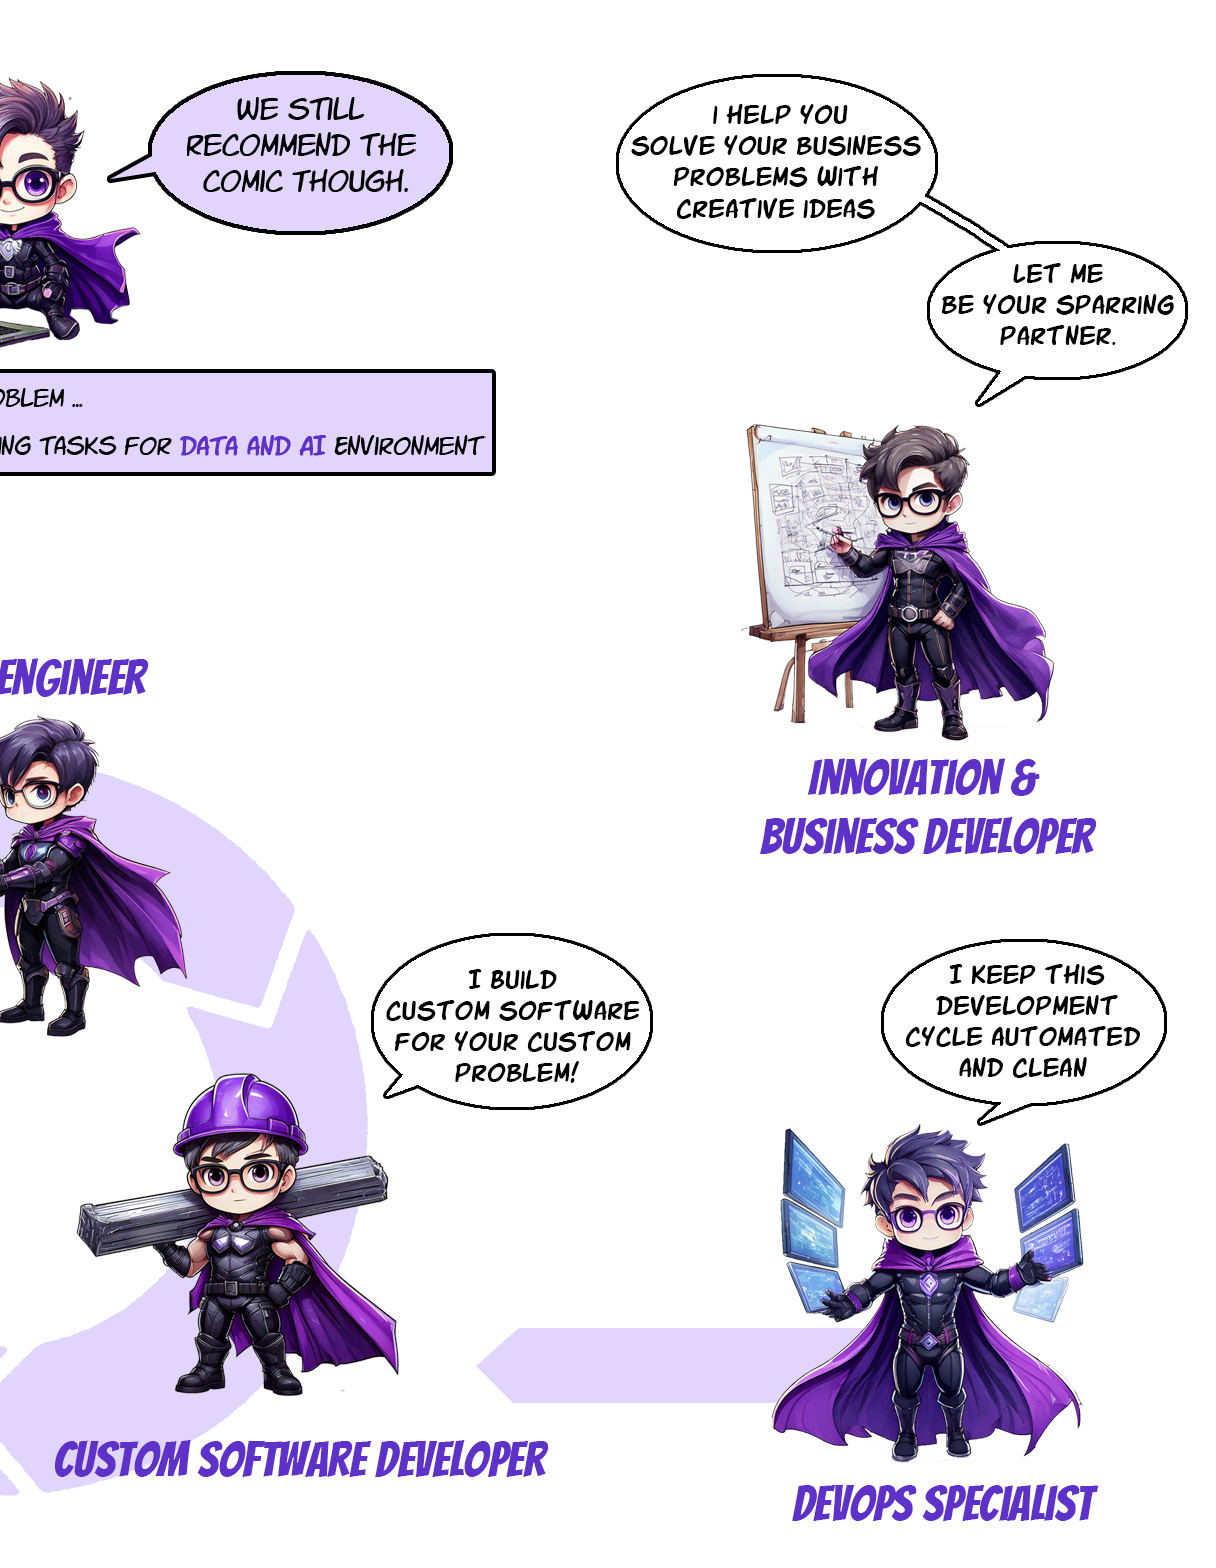 WE STILL
RECOMMEND THE
COMIC THOUGH.
I HELP YOU
SOLVE YOUR BUSINESS
PROBLEMS WITH
CREATIVE IDEAS
LET ME
BE YOUR SPARRING
PARTNER.
OBLEM ...
ING TASKS FOR DATA AND AI ENVIRONMENT
ENGINEER
INNOVATION &
BUSINESS DEVELOPER
I BUILD
CUSTOM SOFTWARE
FOR YOUR CUSTOM
PROBLEM!
I KEEP THIS
DEVELOPMENT
CYCLE AUTOMATED
AND CLEAN
CUSTOM SOFTWARE DEVELOPER
DEVOPS SPECIALIST